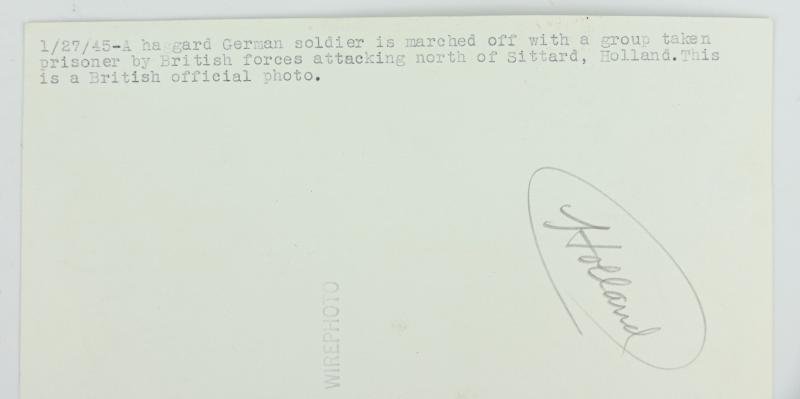 1/27/45-A haggard German soldier is marched off with a group taken
prisoner by British forces attacking north of Sittard, Holland.This
is a British official photo.
Holland
WIREPHOTO